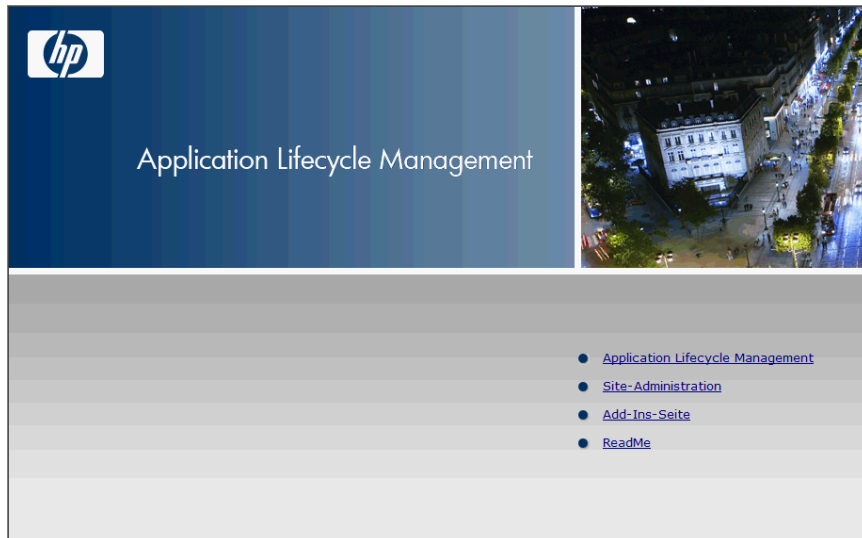 hp
Application Lifecycle Management
Application Lifecycle Management
Site-Administration
Add-Ins-Seite
ReadMe